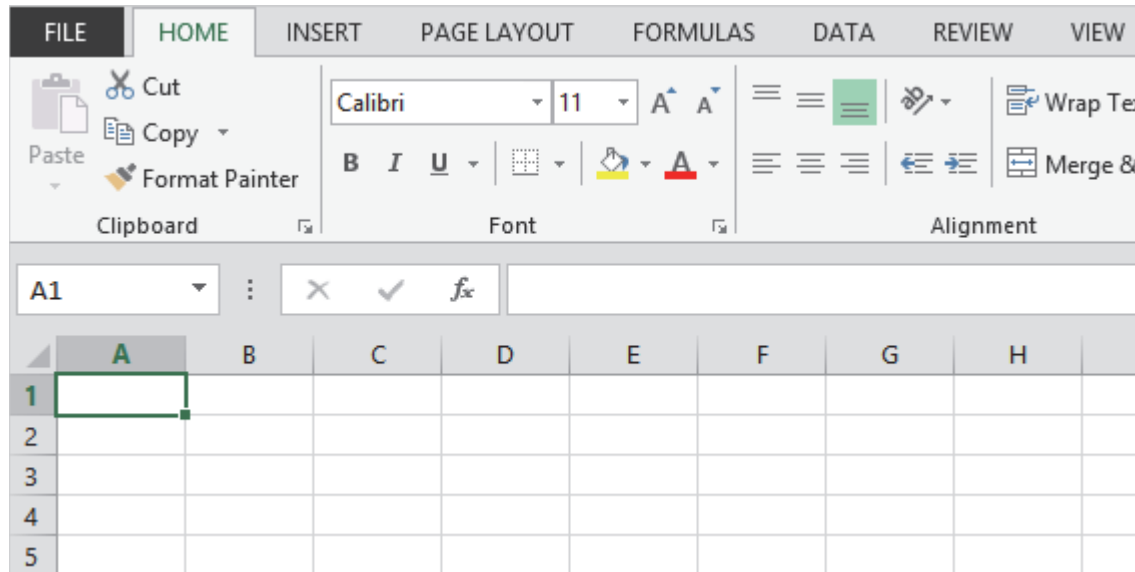 FILE HOME INSERT PAGE LAYOUT FORMULAS DATA REVIEW VIEW
Cut
Calibri 11 A A Wrap Te
Copy
Paste
B I U A Merge &
Format Painter
Clipboard Font Alignment
A1 fx
A B C D E F G H
1
2
3
4
5